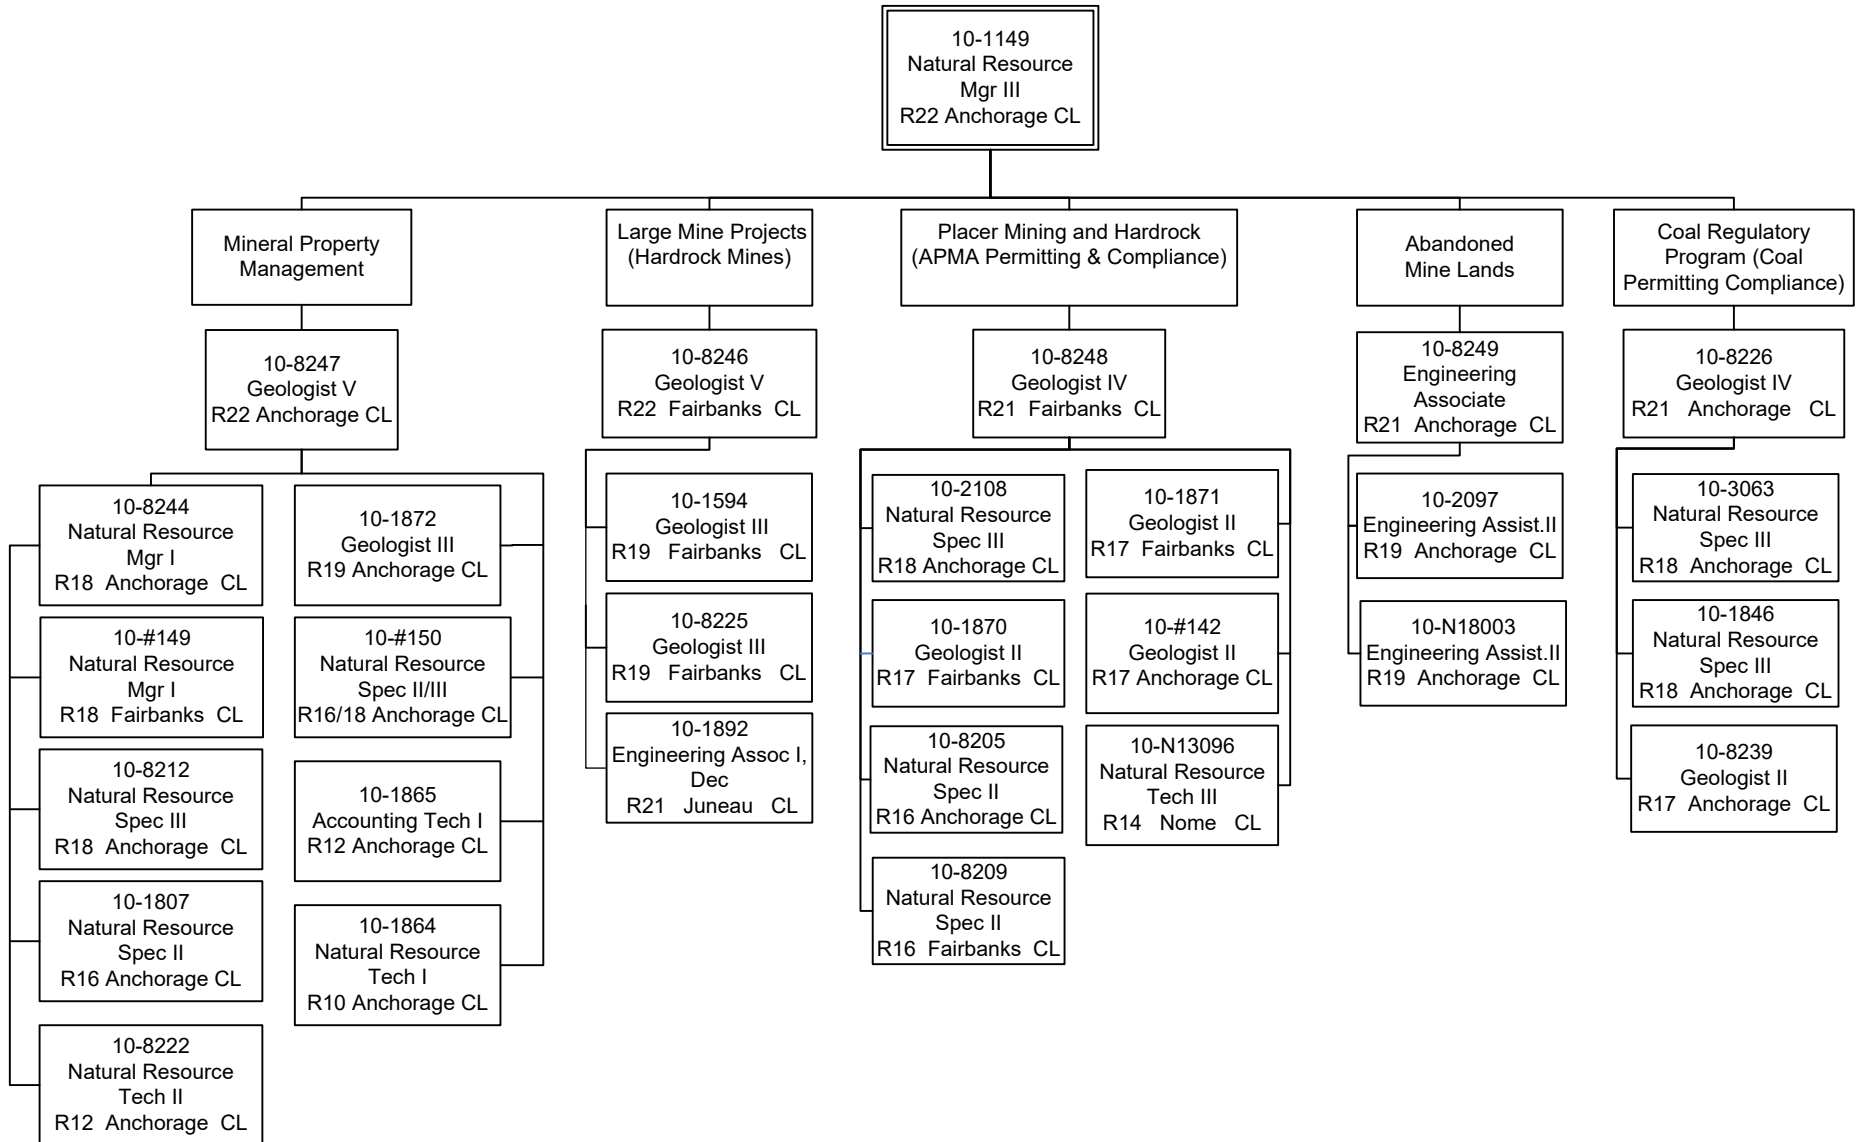 10-1149
Natural Resource
Mgr III
R22 Anchorage CL
Mineral Property
Management
Large Mine Projects
(Hardrock Mines)
Placer Mining and Hardrock
(APMA Permitting & Compliance)
Abandoned
Mine Lands
Coal Regulatory
Program (Coal
Permitting Compliance)
10-8247
Geologist V
R22 Anchorage CL
10-8246
Geologist V
R22 Fairbanks CL
10-8248
Geologist IV
R21 Fairbanks CL
10-8249
Engineering
Associate
R21 Anchorage CL
10-8226
Geologist IV
R21 Anchorage CL
10-8244
Natural Resource
Mgr I
R18 Anchorage CL
10-#149
Natural Resource
Mgr I
R18 Fairbanks CL
10-8212
Natural Resource
Spec III
R18 Anchorage CL
10-1807
Natural Resource
Spec II
R16 Anchorage CL
10-8222
Natural Resource
Tech II
R12 Anchorage CL
10-1872
Geologist III
R19 Anchorage CL
10-#150
Natural Resource
Spec II/III
R16/18 Anchorage CL
10-1865
Accounting Tech I
R12 Anchorage CL
10-1864
Natural Resource
Tech I
R10 Anchorage CL
10-1594
Geologist III
R19 Fairbanks CL
10-8225
Geologist III
R19 Fairbanks CL
10-1892
Engineering Assoc I,
Dec
R21 Juneau CL
10-2108
Natural Resource
Spec III
R18 Anchorage CL
10-1870
Geologist II
R17 Fairbanks CL
10-8205
Natural Resource
Spec II
R16 Anchorage CL
10-8209
Natural Resource
Spec II
R16 Fairbanks CL
10-1871
Geologist II
R17 Fairbanks CL
10-#142
Geologist II
R17 Anchorage CL
10-N13096
Natural Resource
Tech III
R14 Nome CL
10-2097
Engineering Assist.II
R19 Anchorage CL
10-N18003
Engineering Assist.II
R19 Anchorage CL
10-3063
Natural Resource
Spec III
R18 Anchorage CL
10-1846
Natural Resource
Spec III
R18 Anchorage CL
10-8239
Geologist II
R17 Anchorage CL